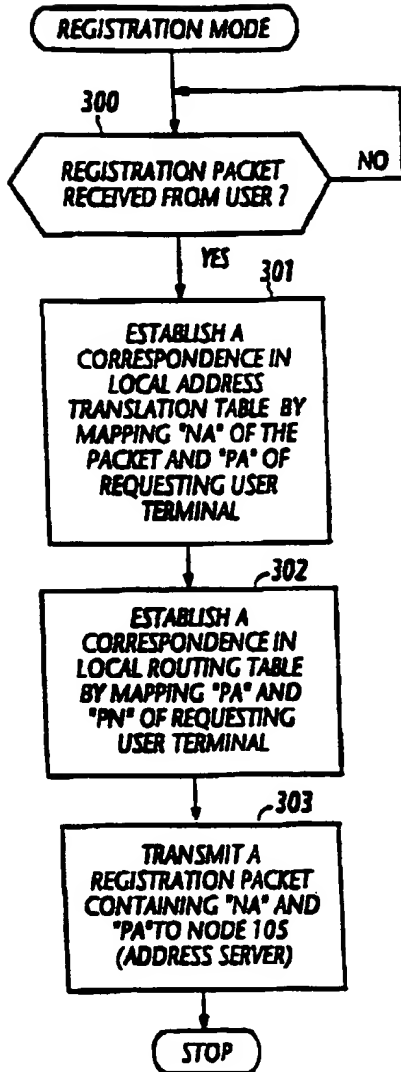 REGISTRATION MODE
300
REGISTRATION PACKET
RECEIVED FROM USER ?
NO
YES
301
ESTABLISH A
CORRESPONDENCE IN
LOCAL ADDRESS
TRANSLATION TABLE BY
MAPPING "NA" OF THE
PACKET AND "PA" OF
REQUESTING USER
TERMINAL
302
ESTABLISH A
CORRESPONDENCE IN
LOCAL ROUTING TABLE
BY MAPPING "PA" AND
"PN" OF REQUESTING
USER TERMINAL
303
TRANSMIT A
REGISTRATION PACKET
CONTAINING "NA" AND
"PA"TO NODE 105
(ADDRESS SERVER)
STOP